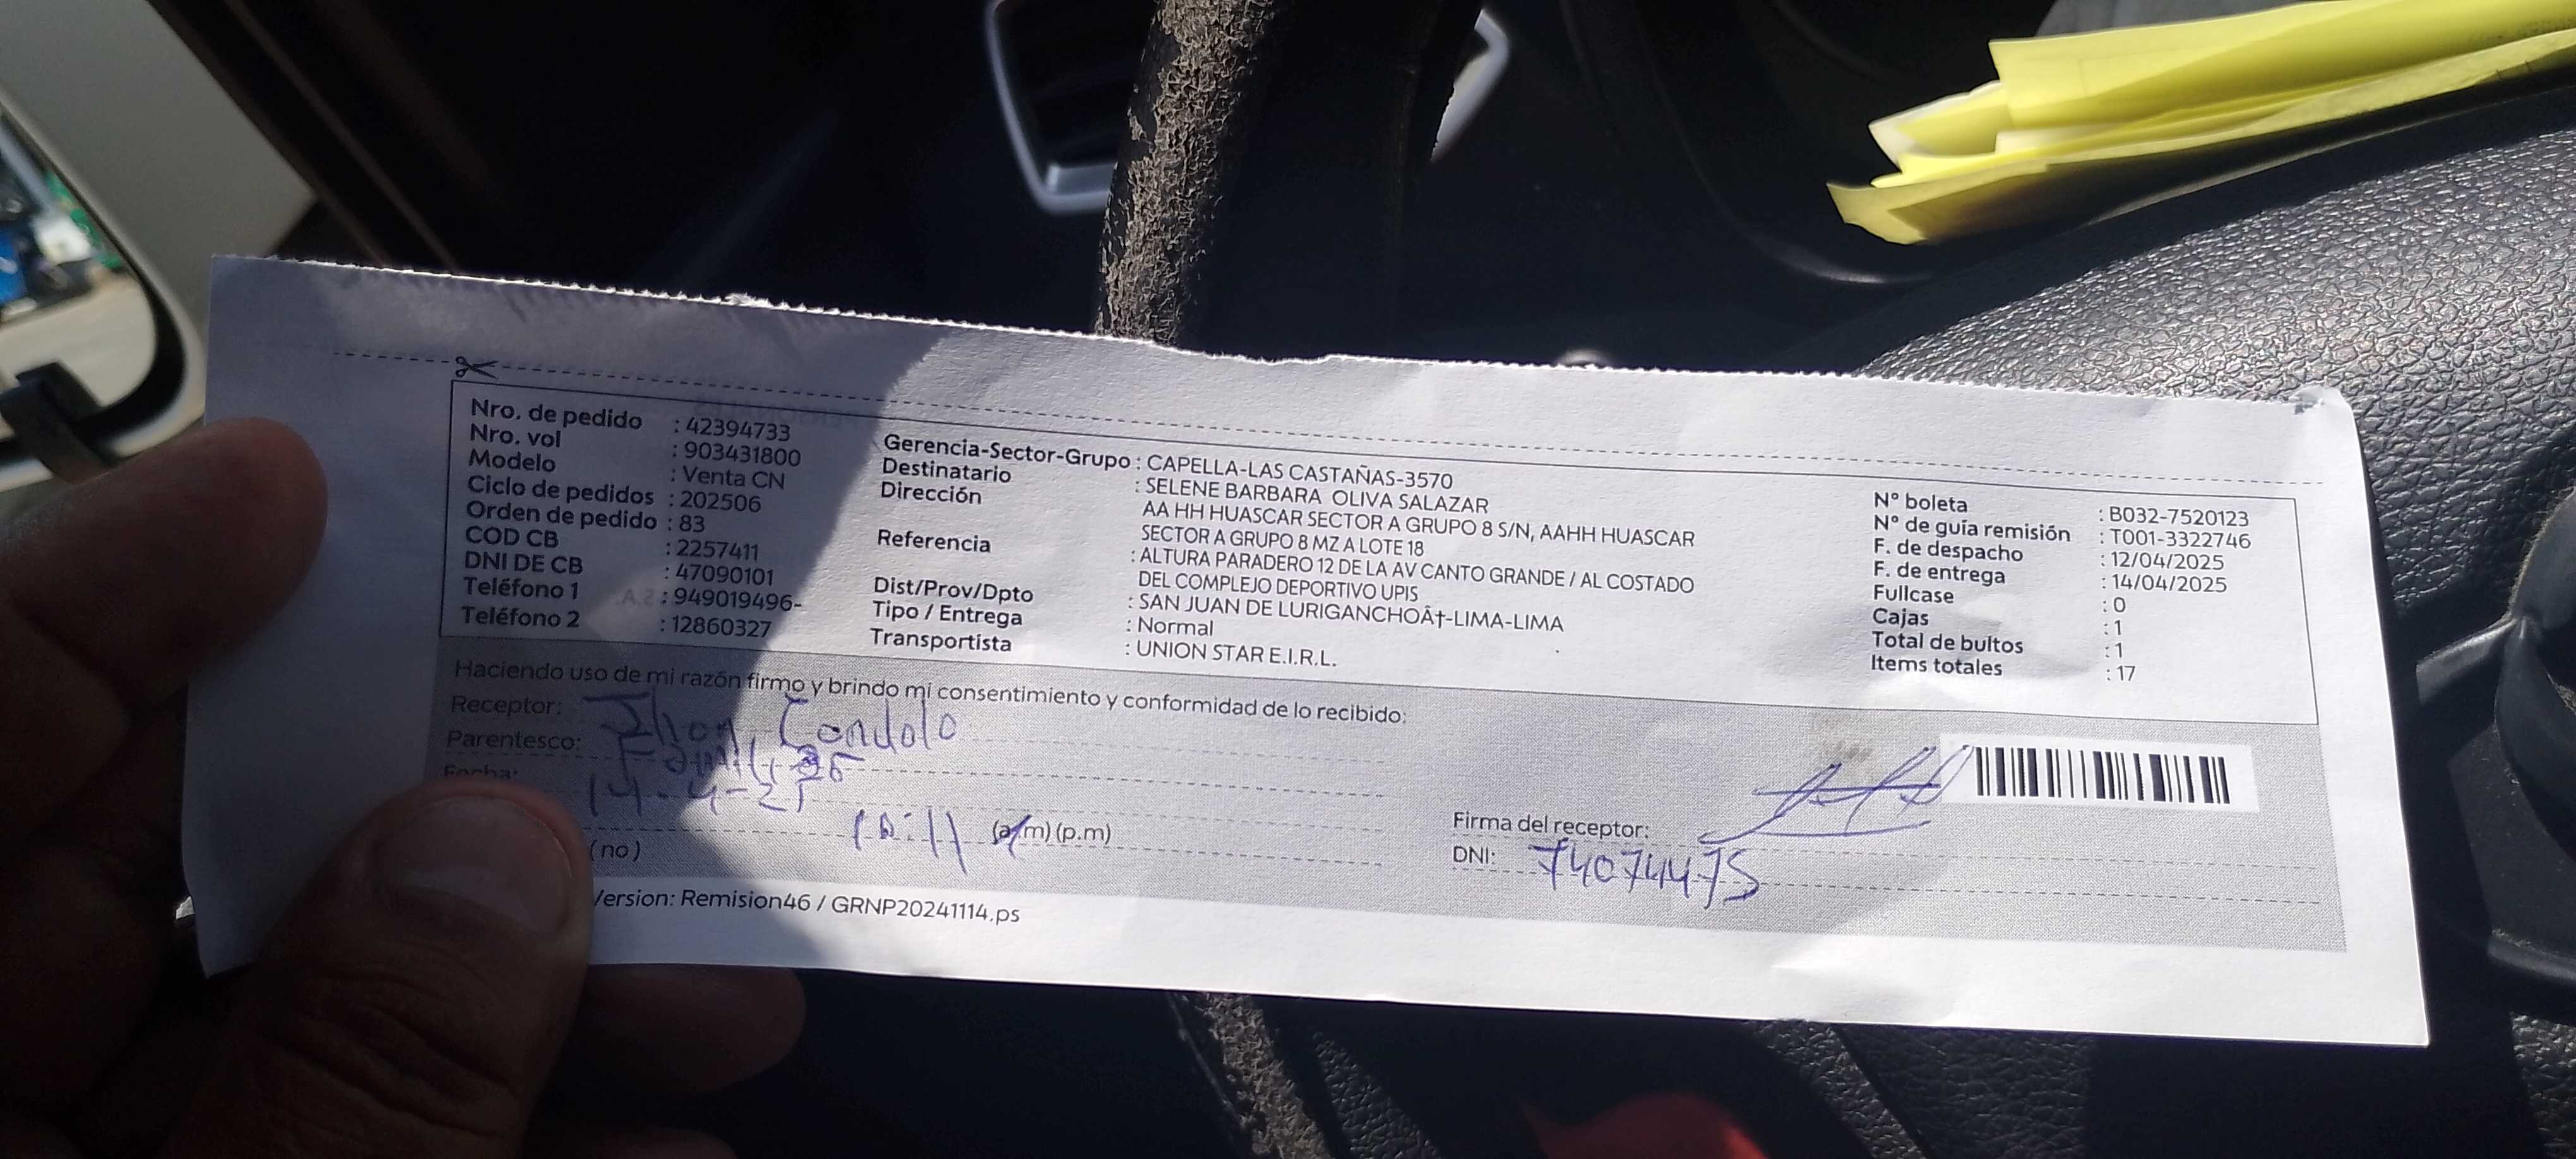 Nro. de pedido : 42394733
Nro. vol : 903431800
Modelo : Venta CN
Ciclo de pedidos : 202506
Orden de pedido : 83
COD CB : 2257411
DNI DE CB : 47090101
Teléfono 1 : 949019496-
Teléfono 2 : 12860327
Gerencia-Sector-Grupo : CAPELLA-LAS CASTAÑAS-3570
Destinatario : SELENE BARBARA OLIVA SALAZAR
Dirección AA HH HUASCAR SECTOR A GRUPO 8 S/N, AAHH HUASCAR
SECTOR A GRUPO 8 MZ A LOTE 18
Referencia : ALTURA PARADERO 12 DE LA AV CANTO GRANDE / AL COSTADO
DEL COMPLEJO DEPORTIVO UPIS
Dist/Prov/Dpto : SAN JUAN DE LURIGANCHOÂ†-LIMA-LIMA
Tipo / Entrega : Normal
Transportista : UNION STAR E.I.R.L.
N° boleta : B032-7520123
N° de guía remisión : T001-3322746
F. de despacho : 12/04/2025
F. de entrega : 14/04/2025
Fullcase : 0
Cajas : 1
Total de bultos : 1
Items totales : 17
Haciendo uso de mi razón firmo y brindo mi consentimiento y conformidad de lo recibido:
Receptor: Jhon Condolo
Parentesco:
Fecha: 14-4-25
10:11 (a.m) (p.m)
(no)
Firma del receptor:
DNI: 74074475
Version: Remision46 / GRNP20241114.ps